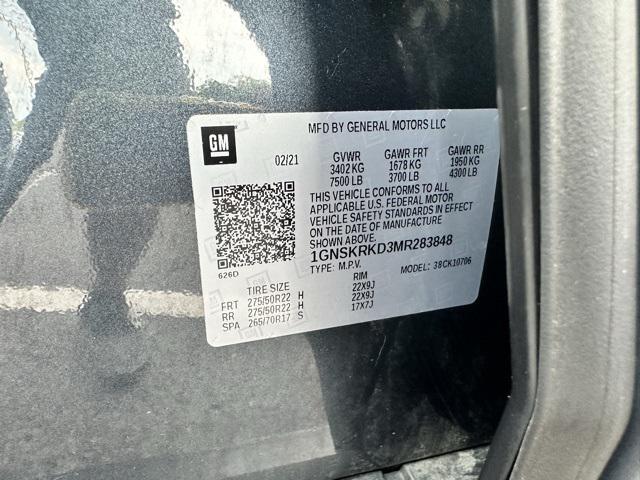 MFD BY GENERAL MOTORS LLC
GM
02/21 GVWR GAWR FRT GAWR RR
3402 KG 1678 KG 1950 KG
7500 LB 3700 LB 4300 LB
THIS VEHICLE CONFORMS TO ALL
APPLICABLE U.S. FEDERAL MOTOR
VEHICLE SAFETY STANDARDS IN EFFECT
ON THE DATE OF MANUFACTURE
SHOWN ABOVE.
1GNSKRKD3MR283848
626D TYPE: M.P.V. MODEL: 38CK10706
TIRE SIZE RIM
FRT 275/50R22 H 22X9J
RR 275/50R22 H 22X9J
SPA 265/70R17 S 17X7J